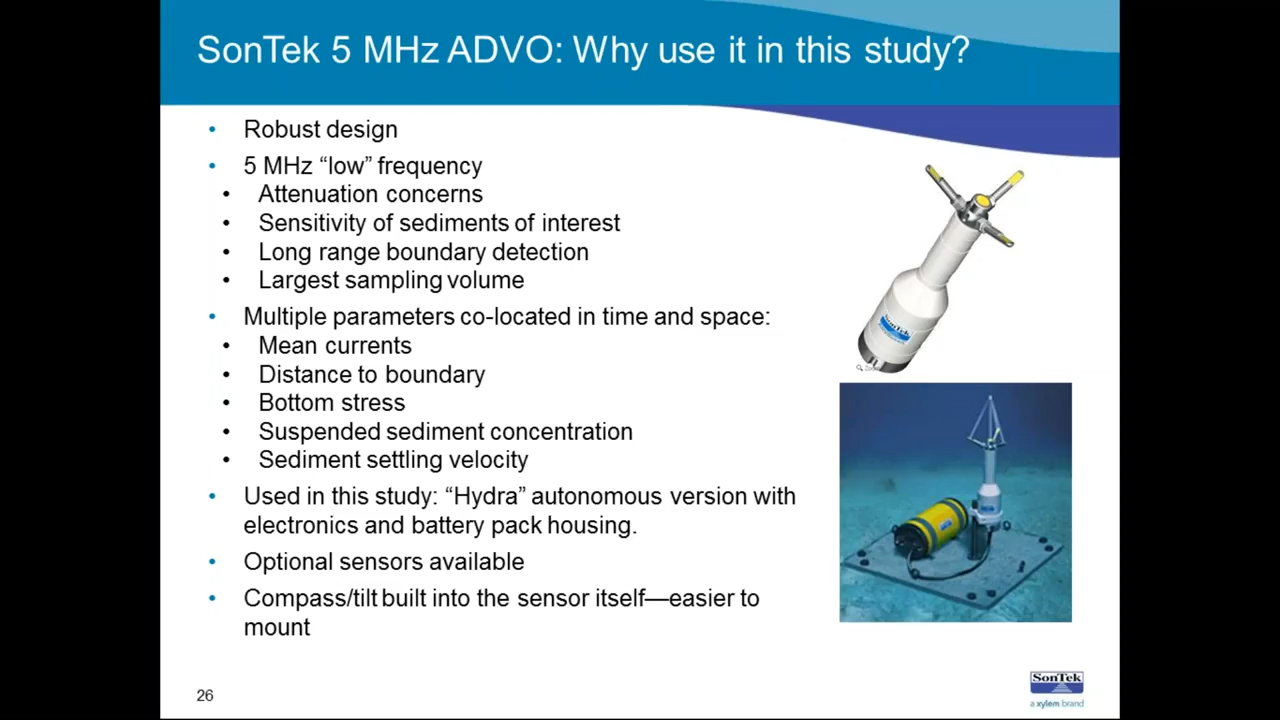 SonTek 5 MHz ADVO: Why use it in this study?
• Robust design
• 5 MHz “low” frequency
• Attenuation concerns
• Sensitivity of sediments of interest
• Long range boundary detection
• Largest sampling volume
• Multiple parameters co-located in time and space:
• Mean currents
• Distance to boundary
• Bottom stress
• Suspended sediment concentration
• Sediment settling velocity
• Used in this study: “Hydra” autonomous version with
electronics and battery pack housing.
• Optional sensors available
• Compass/tilt built into the sensor itself—easier to
mount
SonTek
26
SonTek
a xylem brand